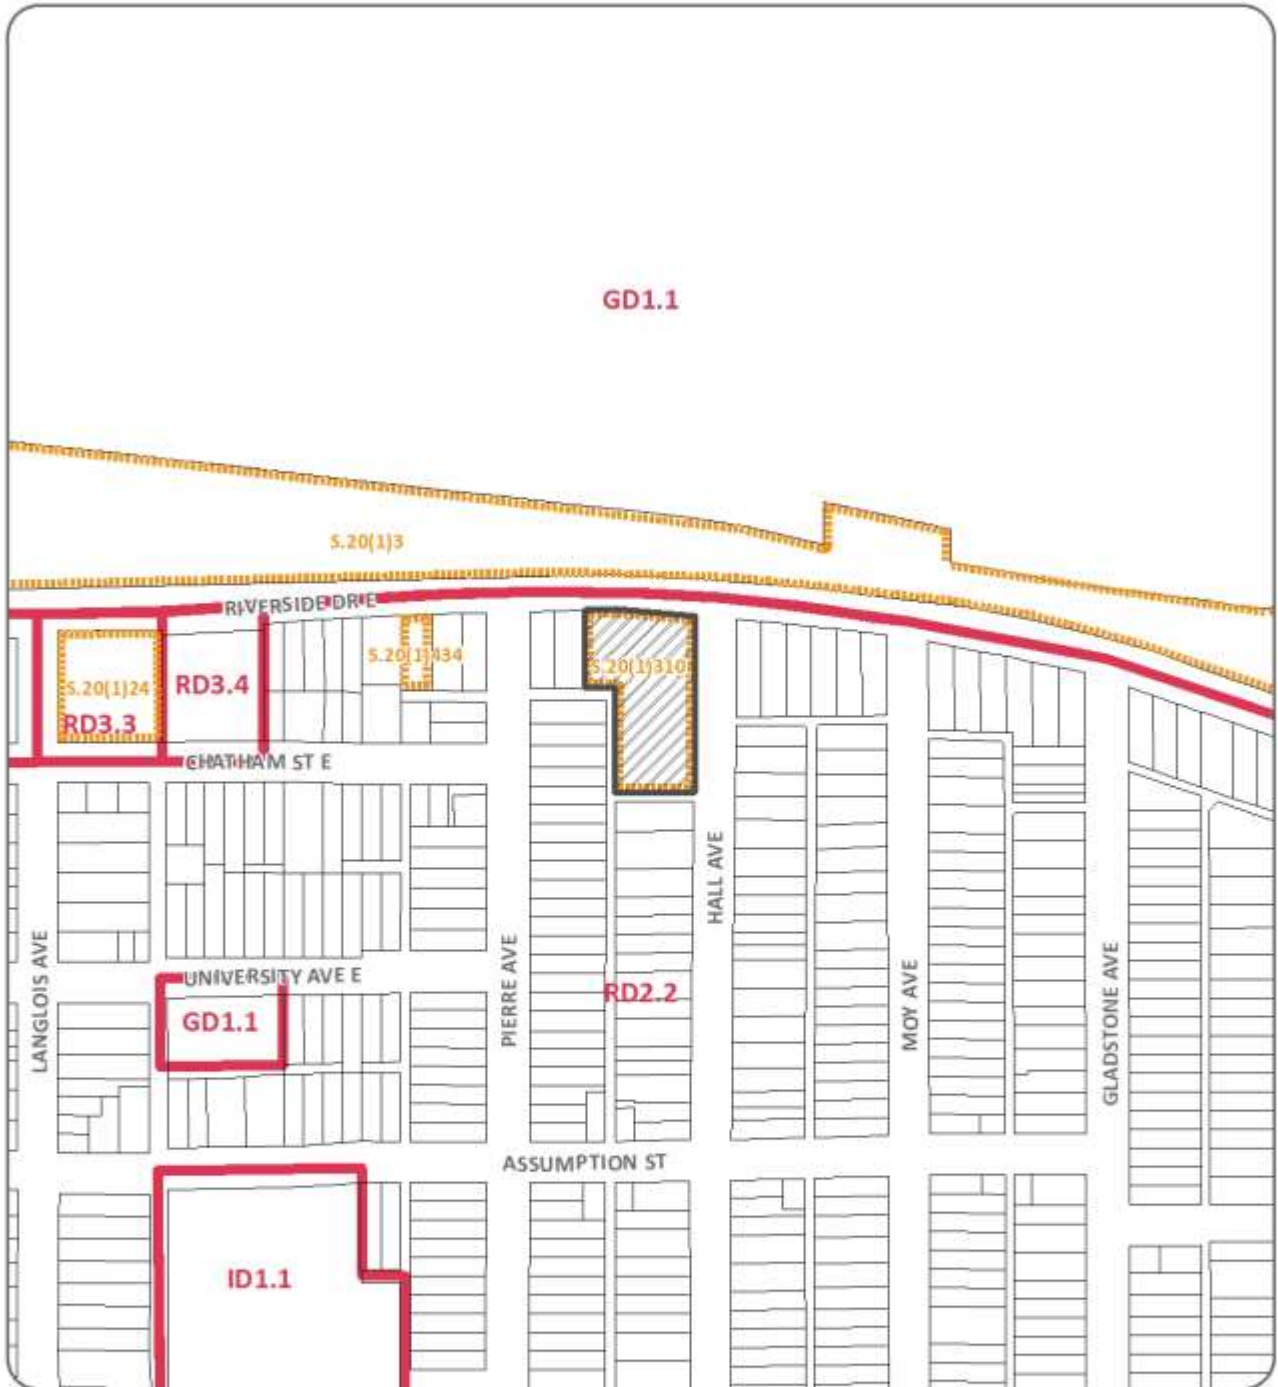 GD1.1
S.20(1)3
RIVERSIDE DR E
S.20(1)434
S.20(1)310
S.20(1)24
RD3.4
RD3.3
CHATHAM ST E
HALL AVE
LANGLOIS AVE
PIERRE AVE
MOY AVE
GLADSTONE AVE
UNIVERSITY AVE E
RD2.2
GD1.1
ASSUMPTION ST
ID1.1